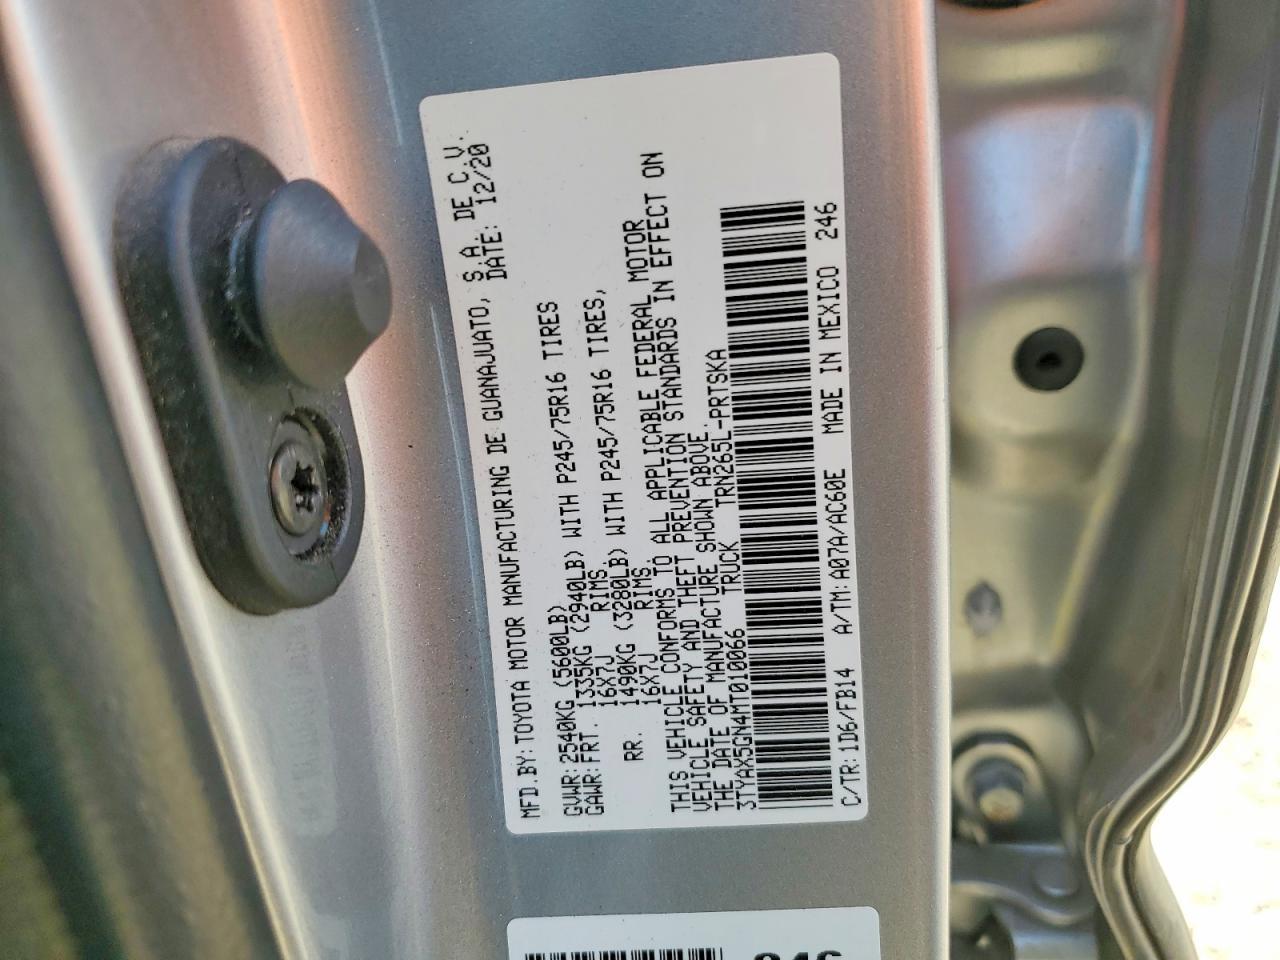 MFD.BY: TOYOTA MOTOR MANUFACTURING DE GUANAJUATO, S.A. DE C.V.
DATE: 12/20
GVWR: 2540KG (5600LB)
GAWR: FRT. 1335KG (2940LB) WITH P245/75R16 TIRES
16X7J RIMS
RR. 1490KG (3280LB) WITH P245/75R16 TIRES,
16X7J RIMS
THIS VEHICLE CONFORMS TO ALL APPLICABLE FEDERAL MOTOR
VEHICLE SAFETY AND THEFT PREVENTION STANDARDS IN EFFECT ON
THE DATE OF MANUFACTURE SHOWN ABOVE.
3TYAX5GN4MT010066 TRUCK TRN265L-PRTSKA
C/TR: 1D6/FB14 A/TM: A07A/AC60E MADE IN MEXICO 246